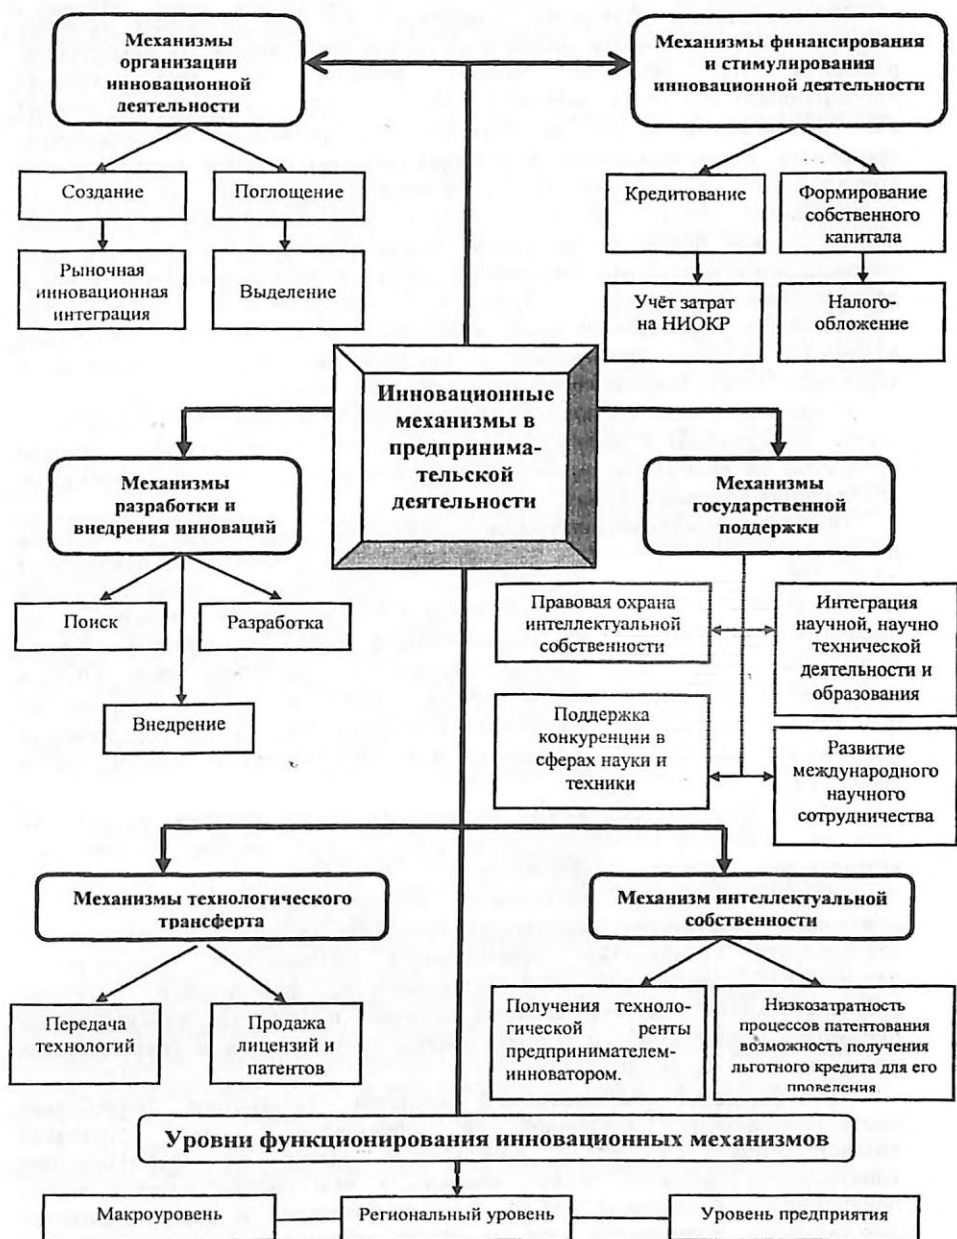 Механизмы
организации
инновационной
деятельности
Механизмы финансирования
и стимулирования
инновационной деятельности
Создание
Поглощение
Кредитование
Формирование
собственного
капитала
Рыночная
инновационная
интеграция
Выделение
Учёт затрат
на НИОКР
Налого-
обложение
Инновационные
механизмы в
предпринима-
тельской
деятельности
Механизмы
разработки и
внедрения инноваций
Механизмы
государственной
поддержки
Поиск
Разработка
Внедрение
Правовая охрана
интеллектуальной
собственности
Интеграция
научной, научно
технической
деятельности и
образования
Поддержка
конкуренции в
сферах науки и
техники
Развитие
международного
научного
сотрудничества
Механизмы технологического
трансферта
Механизм интеллектуальной
собственности
Передача
технологий
Продажа
лицензий и
патентов
Получения техноло-
гической ренты
предпринимателем-
инноватором.
Низкозатратность
процессов патентования
возможность получения
льготного кредита для его
проведения
Уровни функционирования инновационных механизмов
Макроуровень
Региональный уровень
Уровень предприятия